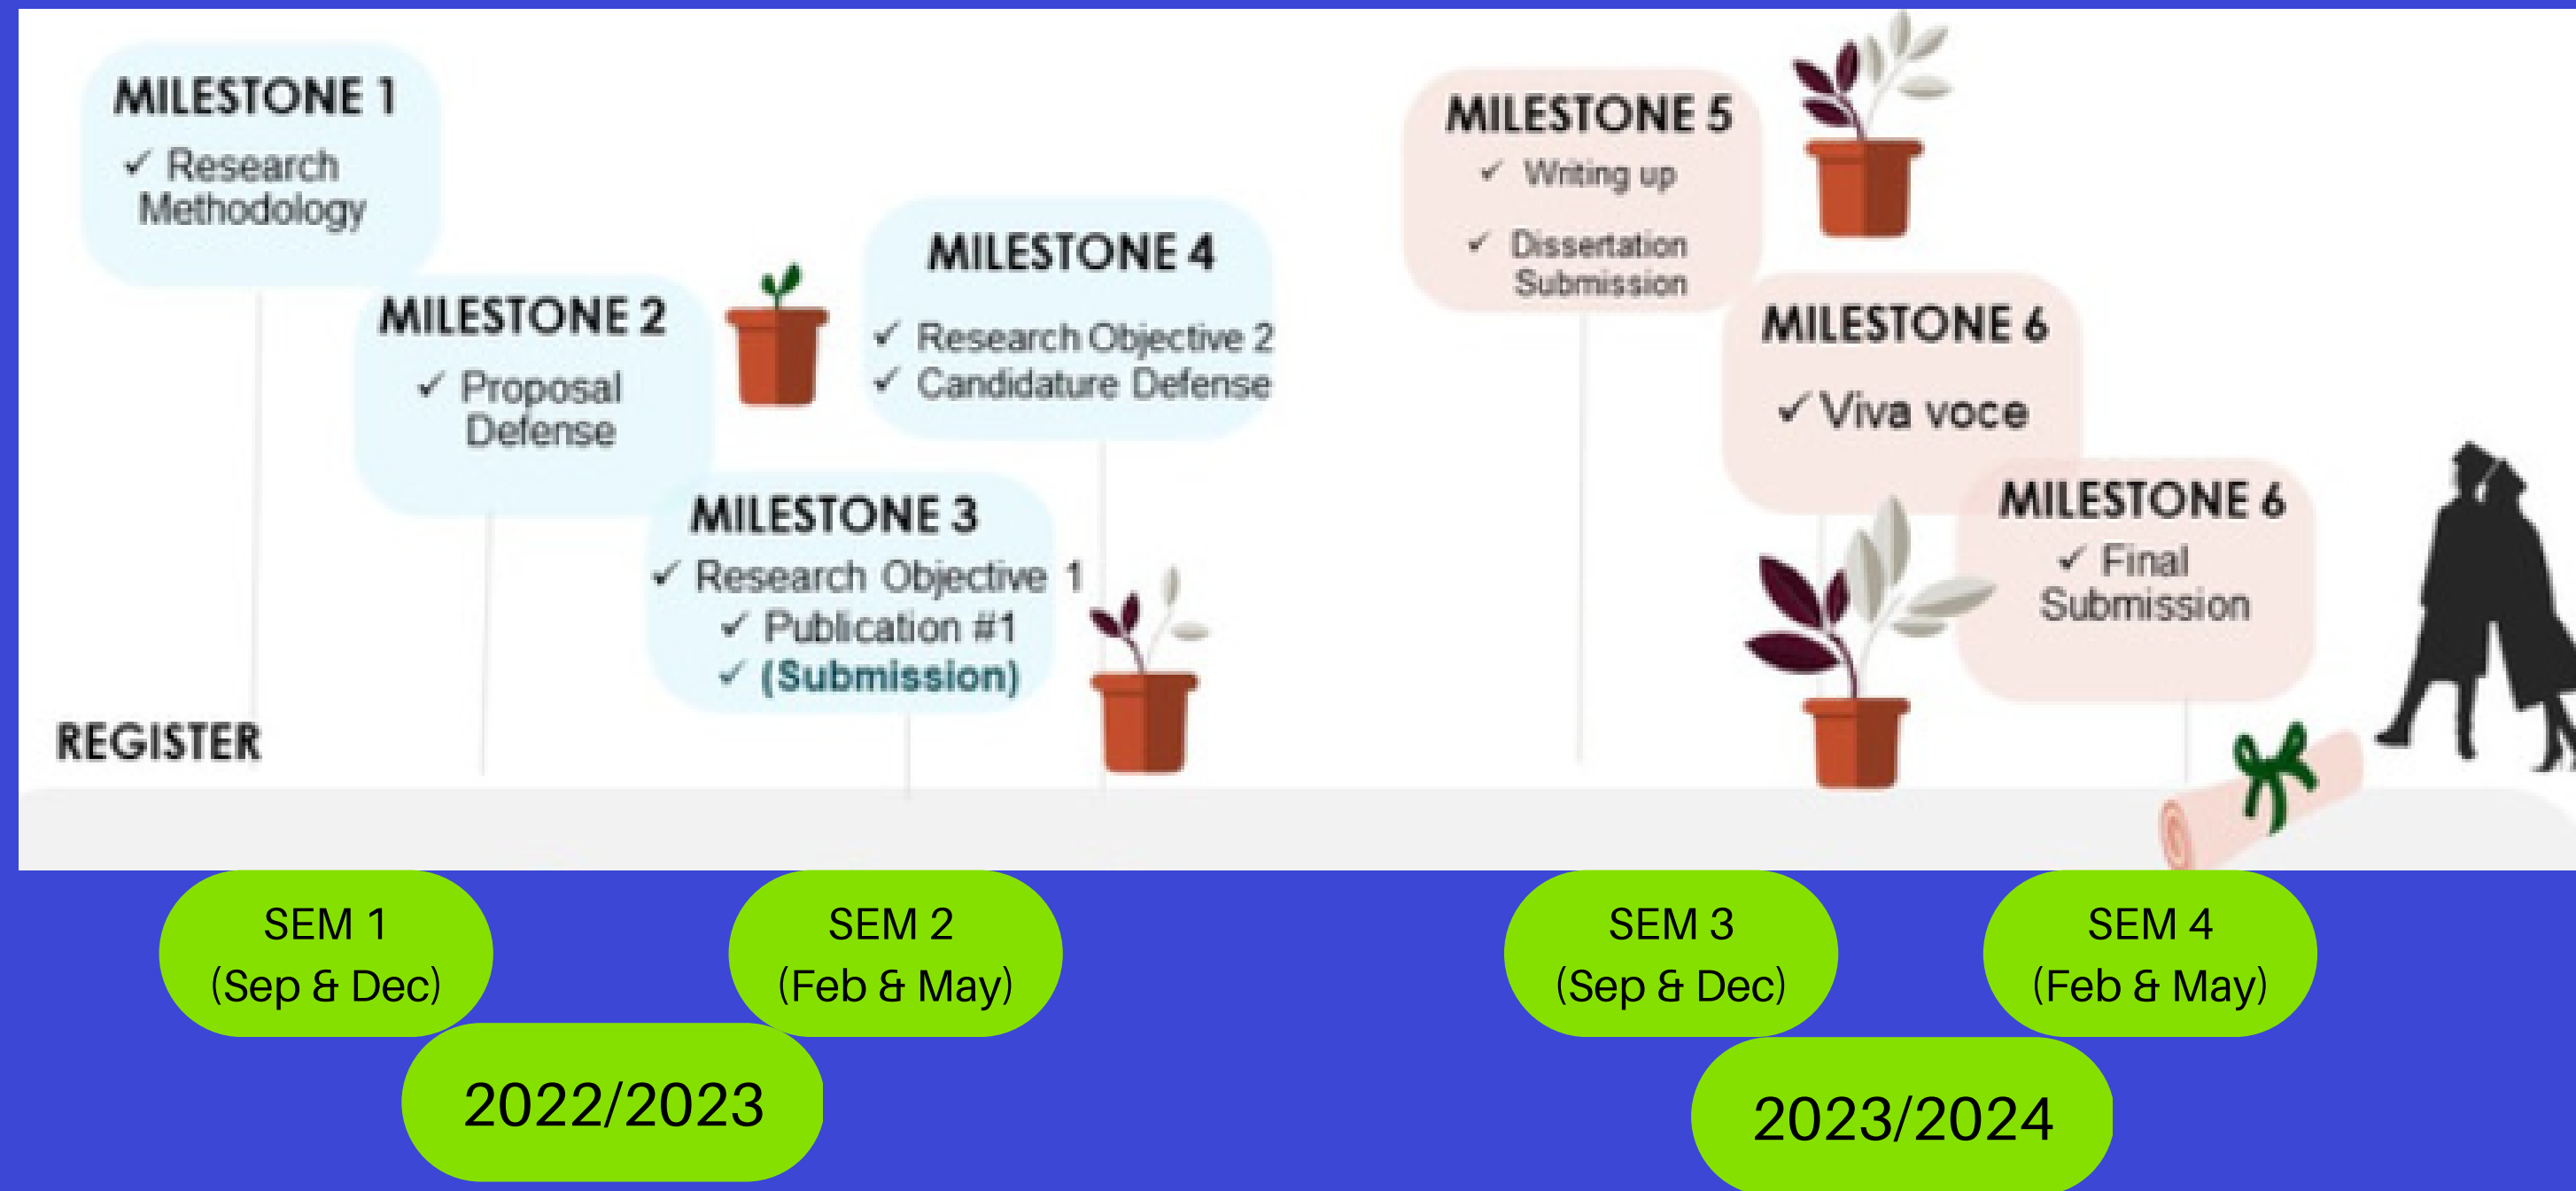 MILESTONE 1
✓ Research
Methodology
MILESTONE 2
✓ Proposal
Defense
MILESTONE 3
✓ Research Objective 1
✓ Publication #1
✓ (Submission)
MILESTONE 4
✓ Research Objective 2
✓ Candidature Defense
MILESTONE 5
✓ Writing up
✓ Dissertation
Submission
MILESTONE 6
✓ Viva voce
MILESTONE 6
✓ Final
Submission
REGISTER
SEM 1
(Sep & Dec)
SEM 2
(Feb & May)
2022/2023
SEM 3
(Sep & Dec)
SEM 4
(Feb & May)
2023/2024